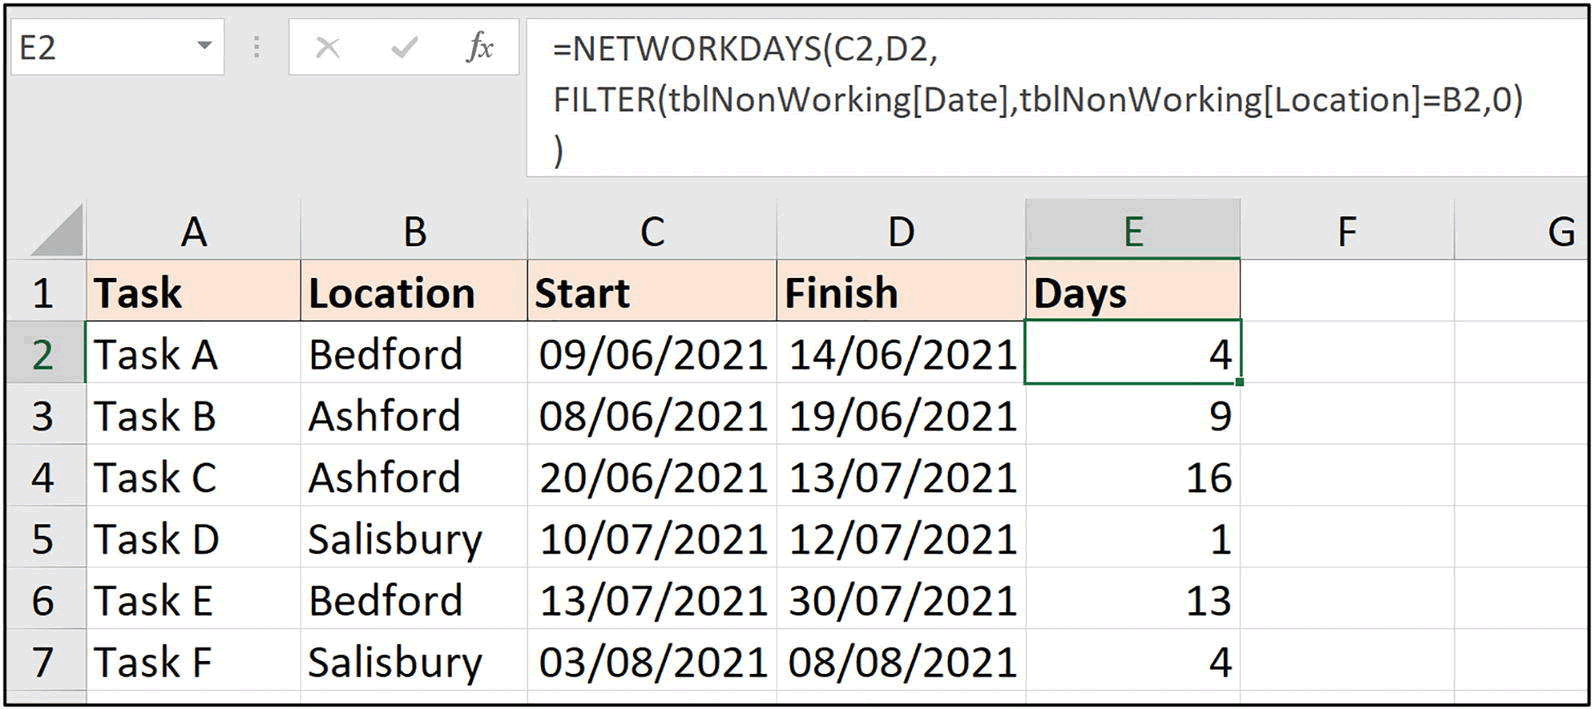 E2 fx =NETWORKDAYS(C2,D2,
FILTER(tblNonWorking[Date],tblNonWorking[Location]=B2,0)
)
A B C D E F G
1 Task Location Start Finish Days
2 Task A Bedford 09/06/2021 14/06/2021 4
3 Task B Ashford 08/06/2021 19/06/2021 9
4 Task C Ashford 20/06/2021 13/07/2021 16
5 Task D Salisbury 10/07/2021 12/07/2021 1
6 Task E Bedford 13/07/2021 30/07/2021 13
7 Task F Salisbury 03/08/2021 08/08/2021 4